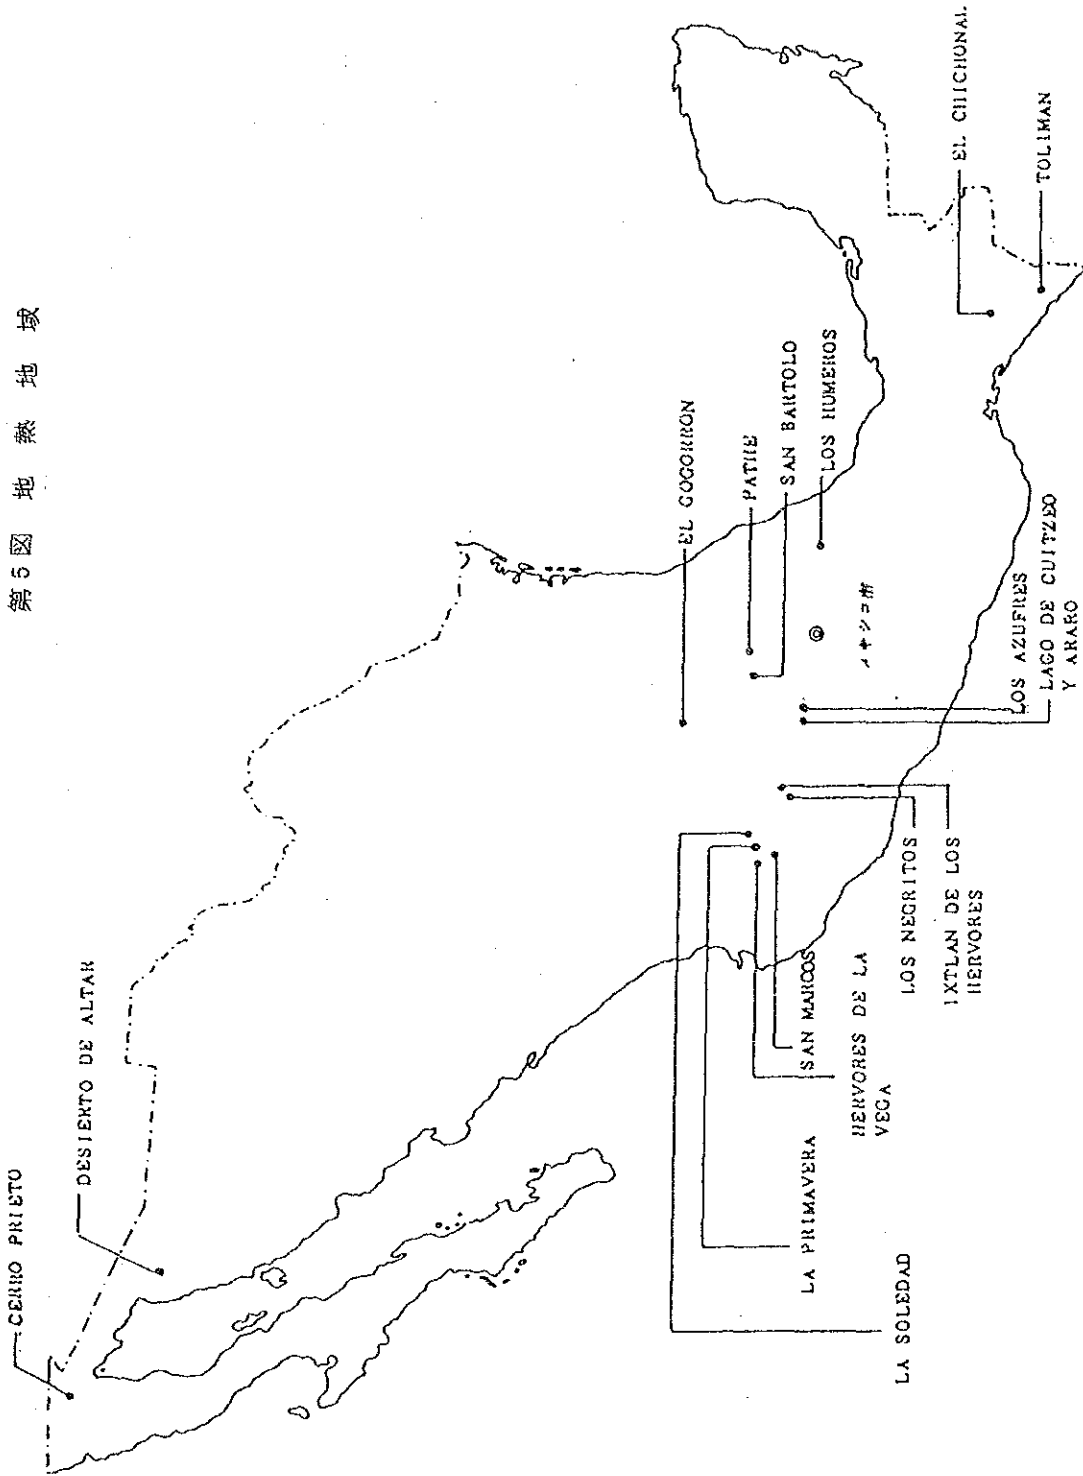 第5図 地熱地域
CERRO PRIETO
DESIERTO DE ALTAR
EL GOGORRON
PATHE
SAN BARTOLO
LOS HUMEROS
EL CHICHONAL
TOLIMAN
メキシコ市
LA SOLEDAD
LA PRIMAVERA
HERVORES DE LA
VEGA
SAN MARCOS
LOS NEGRITOS
IXTLAN DE LOS
HERVORES
LOS AZUFRES
LAGO DE CUITZEO
Y ARARO